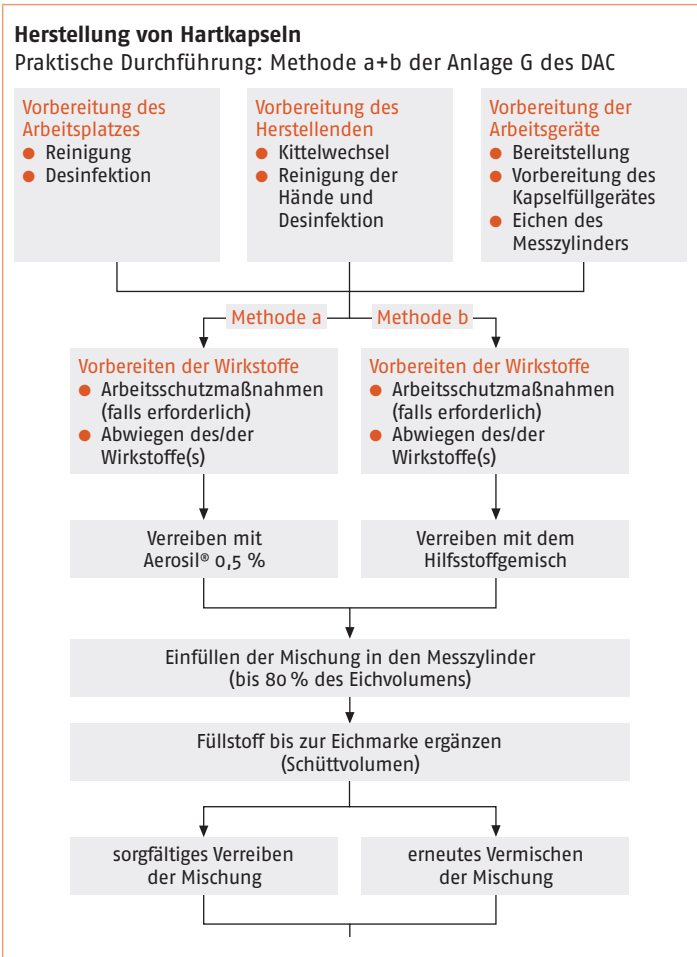 Herstellung von Hartkapseln
Praktische Durchführung: Methode a+b der Anlage G des DAC
Vorbereitung des
Arbeitsplatzes
● Reinigung
● Desinfektion
Vorbereitung des
Herstellenden
● Kittelwechsel
● Reinigung der
Hände und
Desinfektion
Vorbereitung der
Arbeitsgeräte
● Bereitstellung
● Vorbereitung des
Kapselfüllgerätes
● Eichen des
Messzylinders
Methode a
Methode b
Vorbereiten der Wirkstoffe
● Arbeitsschutzmaßnahmen
(falls erforderlich)
● Abwiegen des/der
Wirkstoffe(s)
Vorbereiten der Wirkstoffe
● Arbeitsschutzmaßnahmen
(falls erforderlich)
● Abwiegen des/der
Wirkstoffe(s)
Verreiben mit
Aerosil® 0,5 %
Verreiben mit dem
Hilfsstoffgemisch
Einfüllen der Mischung in den Messzylinder
(bis 80 % des Eichvolumens)
Füllstoff bis zur Eichmarke ergänzen
(Schüttvolumen)
sorgfältiges Verreiben
der Mischung
erneutes Vermischen
der Mischung